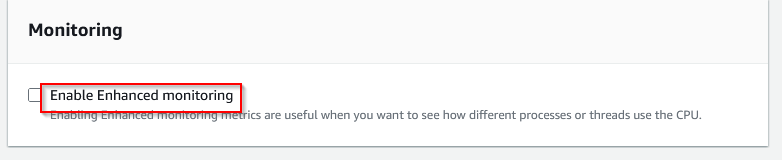 Monitoring
Enable Enhanced monitoring
Enabling Enhanced monitoring metrics are useful when you want to see how different processes or threads use the CPU.